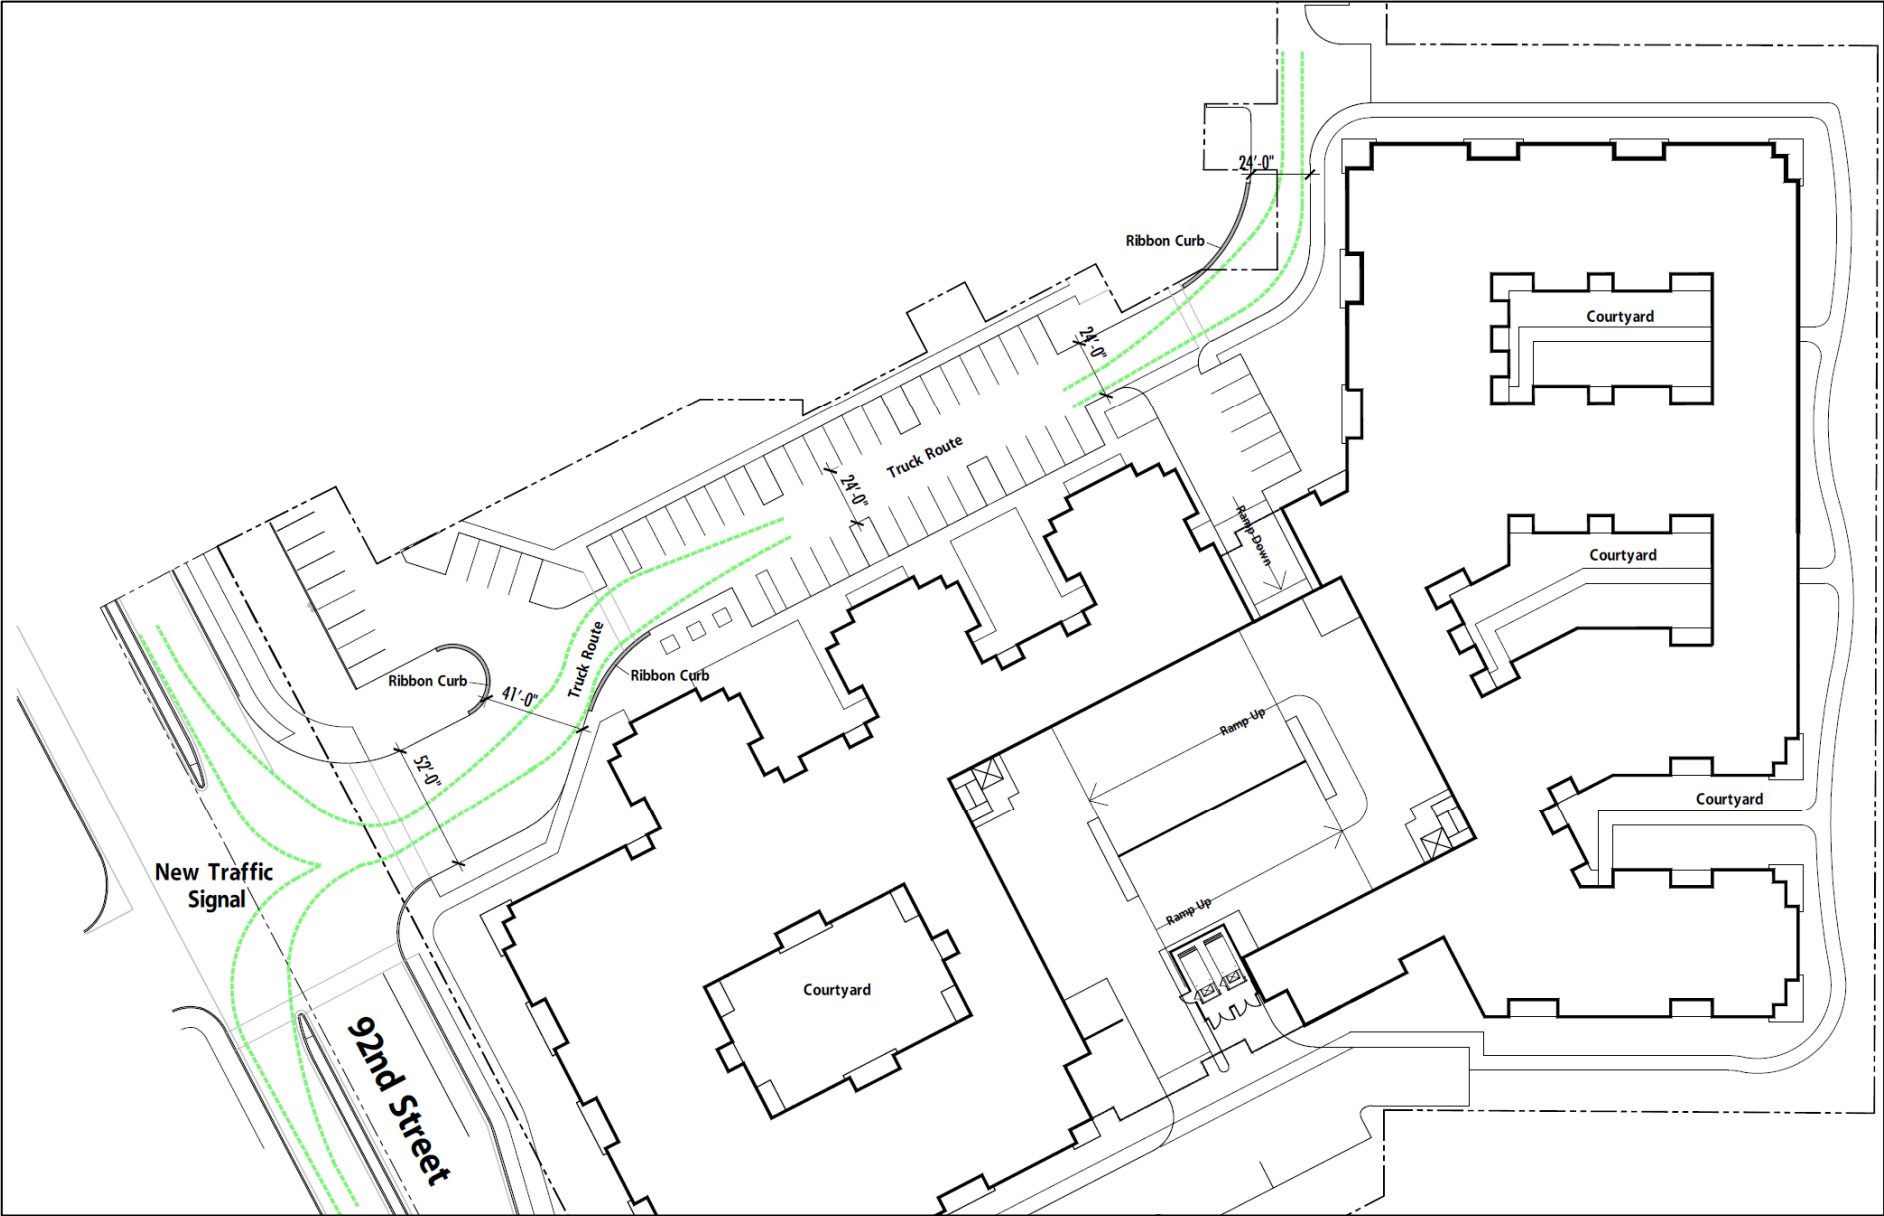 24'-0"
Ribbon Curb
Courtyard
24'-0"
Truck Route
24'-0"
Ramp Down
Courtyard
Truck Route
Ribbon Curb
Ribbon Curb
41'-0"
Ramp Up
52'-0"
Courtyard
New Traffic
Signal
Ramp Up
Courtyard
92nd Street